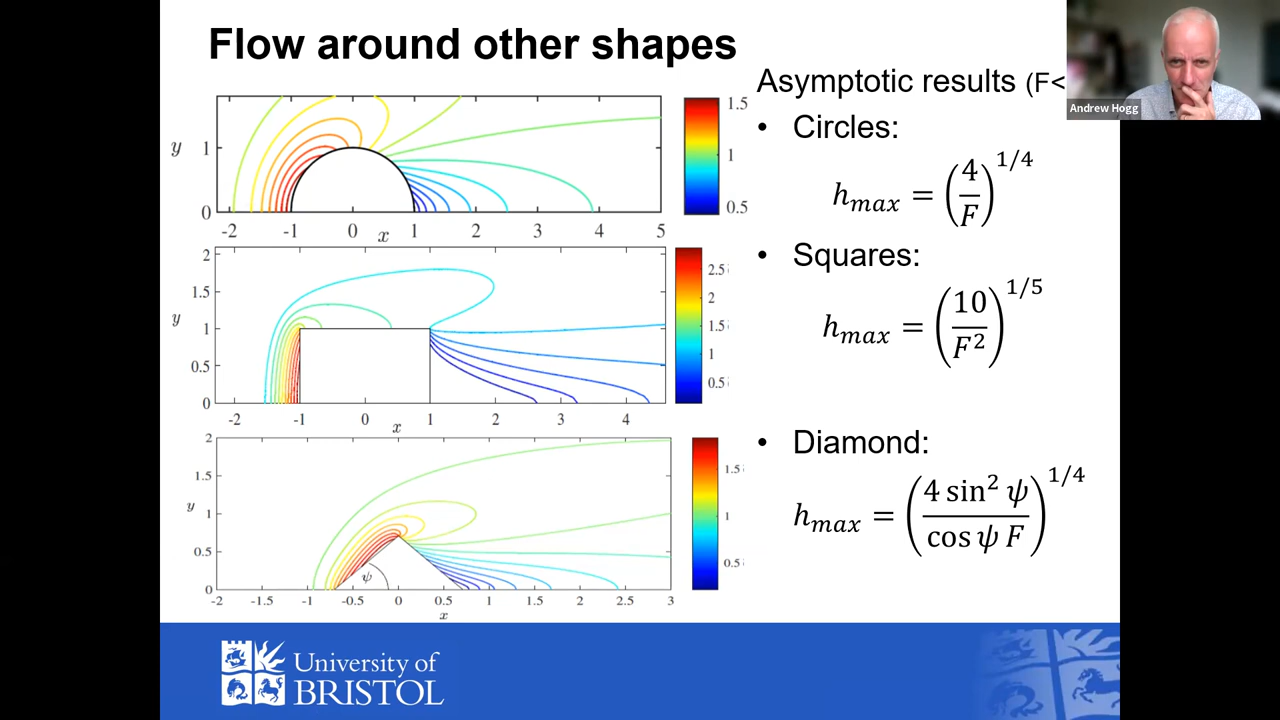 Flow around other shapes
Asymptotic results (F<
Andrew Hogg
• Circles:
h_max = (4/F)^1/4
• Squares:
h_max = (10/F²)^1/5
• Diamond:
h_max = (4 sin² ψ / cos ψ F)^1/4
y
1
0
-2 -1 0 x 1 2 3 4 5
1.5
1
0.5
y
2
1.5
1
0.5
0
-2 -1 0 x 1 2 3 4
2.5
2
1.5
1
0.5
y
2
1.5
1
0.5
0
ψ
-2 -1.5 -1 -0.5 0 0.5 1 1.5 2 2.5 3
x
1.5
1
0.5
University of
BRISTOL